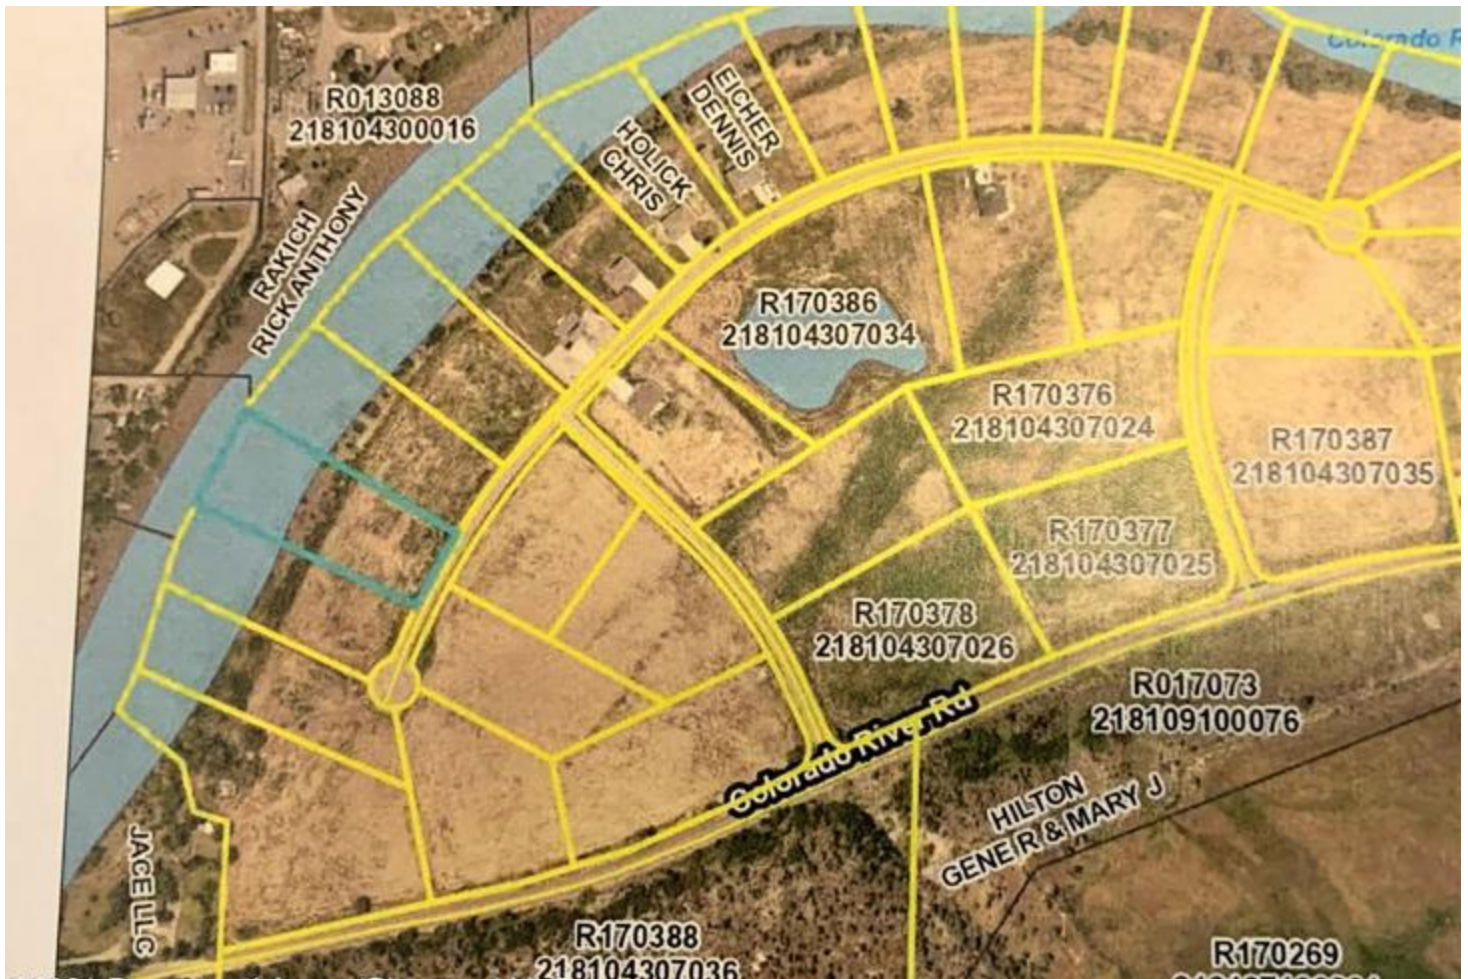 Colorado R
R013088
218104300016
EICHER
DENNIS
HOLICK
CHRIS
RAKICH
RICK ANTHONY
R170386
218104307034
R170376
218104307024
R170387
218104307035
R170377
218104307025
R170378
218104307026
R017073
218109100076
Colorado River Rd
HILTON
GENE R & MARY J
JACE LLC
R170388
218104307036
R170269